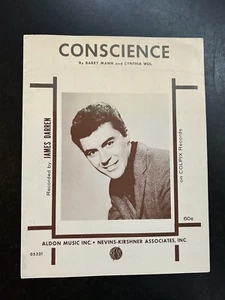 CONSCIENCE
By BARRY MANN and CYNTHIA WEIL
Recorded by JAMES DARREN
on COLPIX Records
60¢
ALDON MUSIC INC. • NEVINS-KIRSHNER ASSOCIATES, INC.